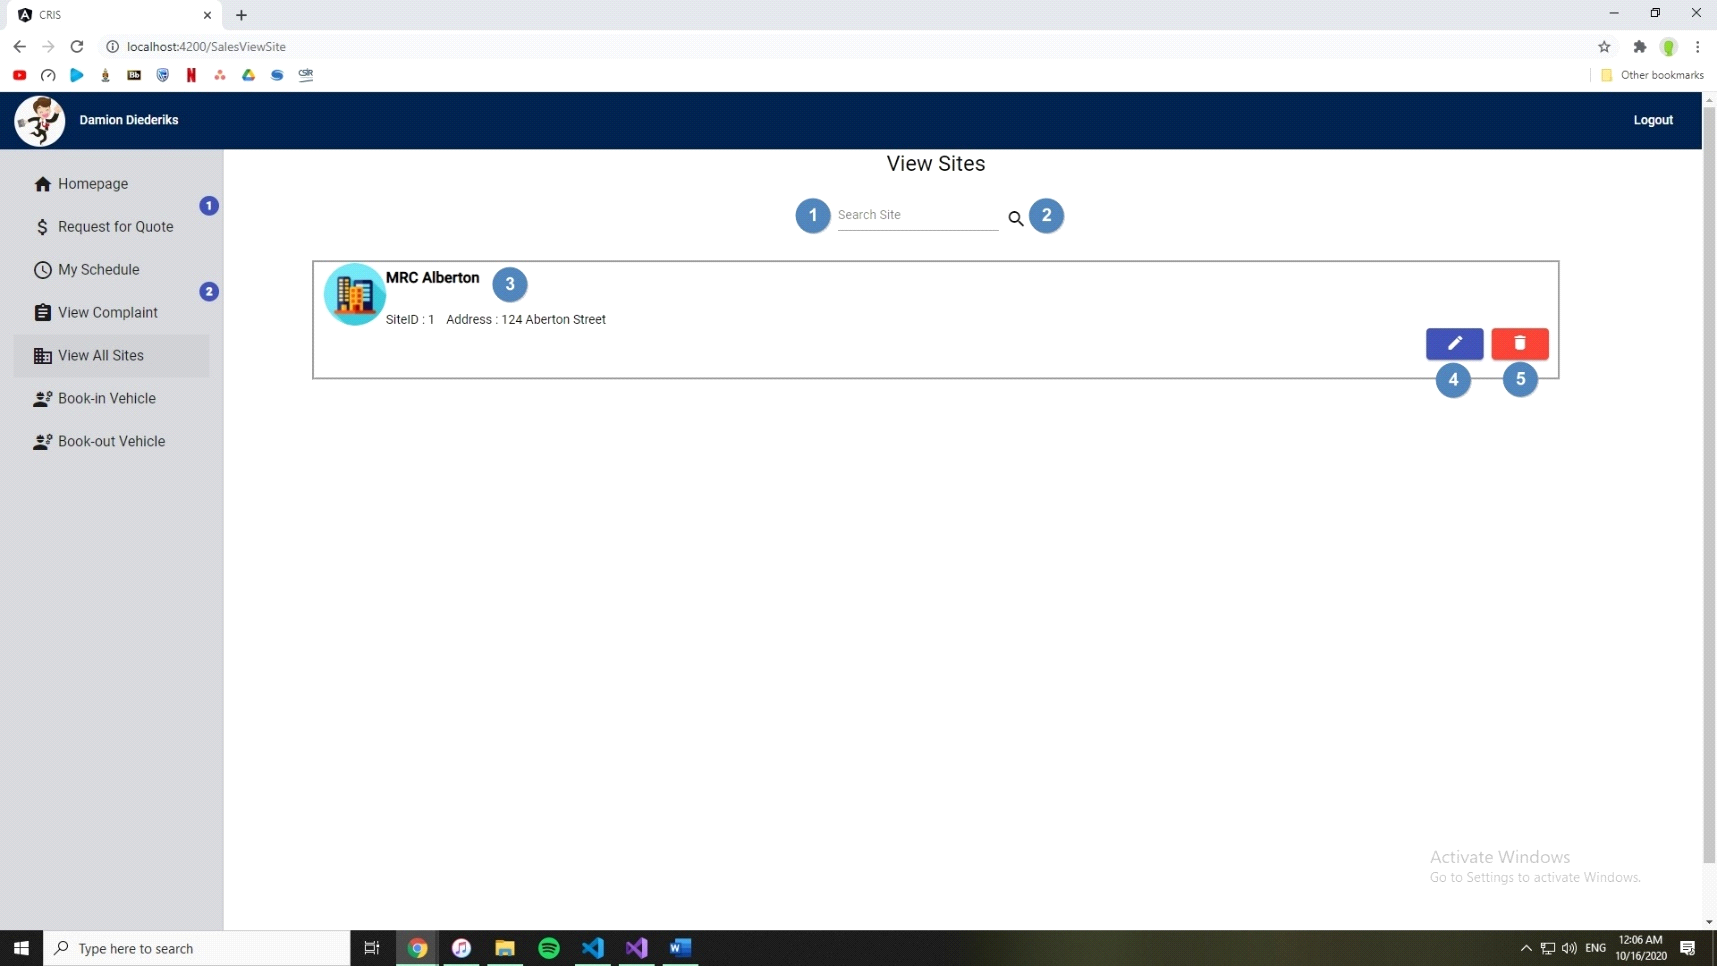 CRIS
localhost:4200/SalesViewSite
Bb
N
CSIR
Other bookmarks
Damion Diederiks
Logout
Homepage
1
Request for Quote
My Schedule
2
View Complaint
View All Sites
Book-in Vehicle
Book-out Vehicle
View Sites
1
Search Site
2
MRC Alberton
3
SiteID : 1 Address : 124 Aberton Street
4
5
Activate Windows
Go to Settings to activate Windows.
Type here to search
ENG
12:06 AM
10/16/2020